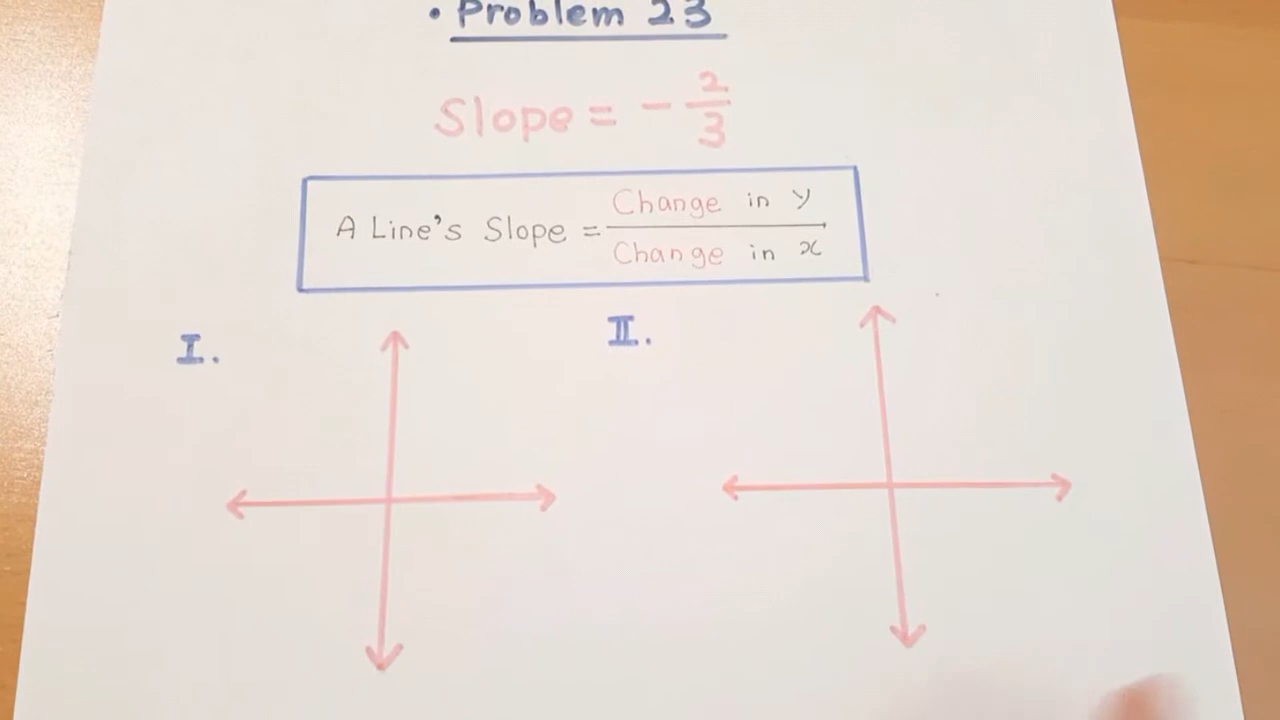 • Problem 23
Slope = - 2/3
A Line's Slope = Change in y / Change in x
I.
II.